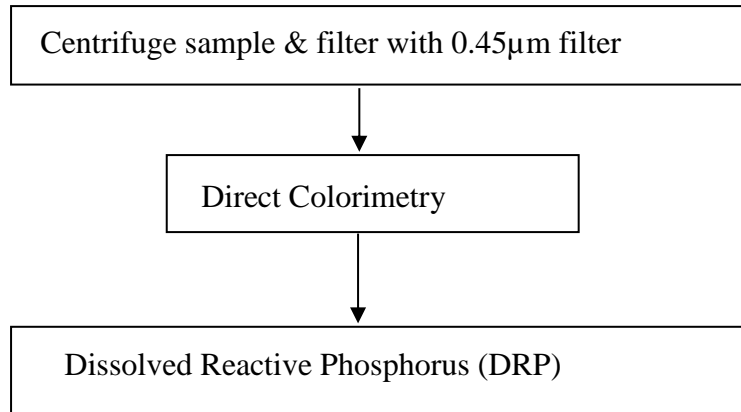 Centrifuge sample & filter with 0.45µm filter
Direct Colorimetry
Dissolved Reactive Phosphorus (DRP)